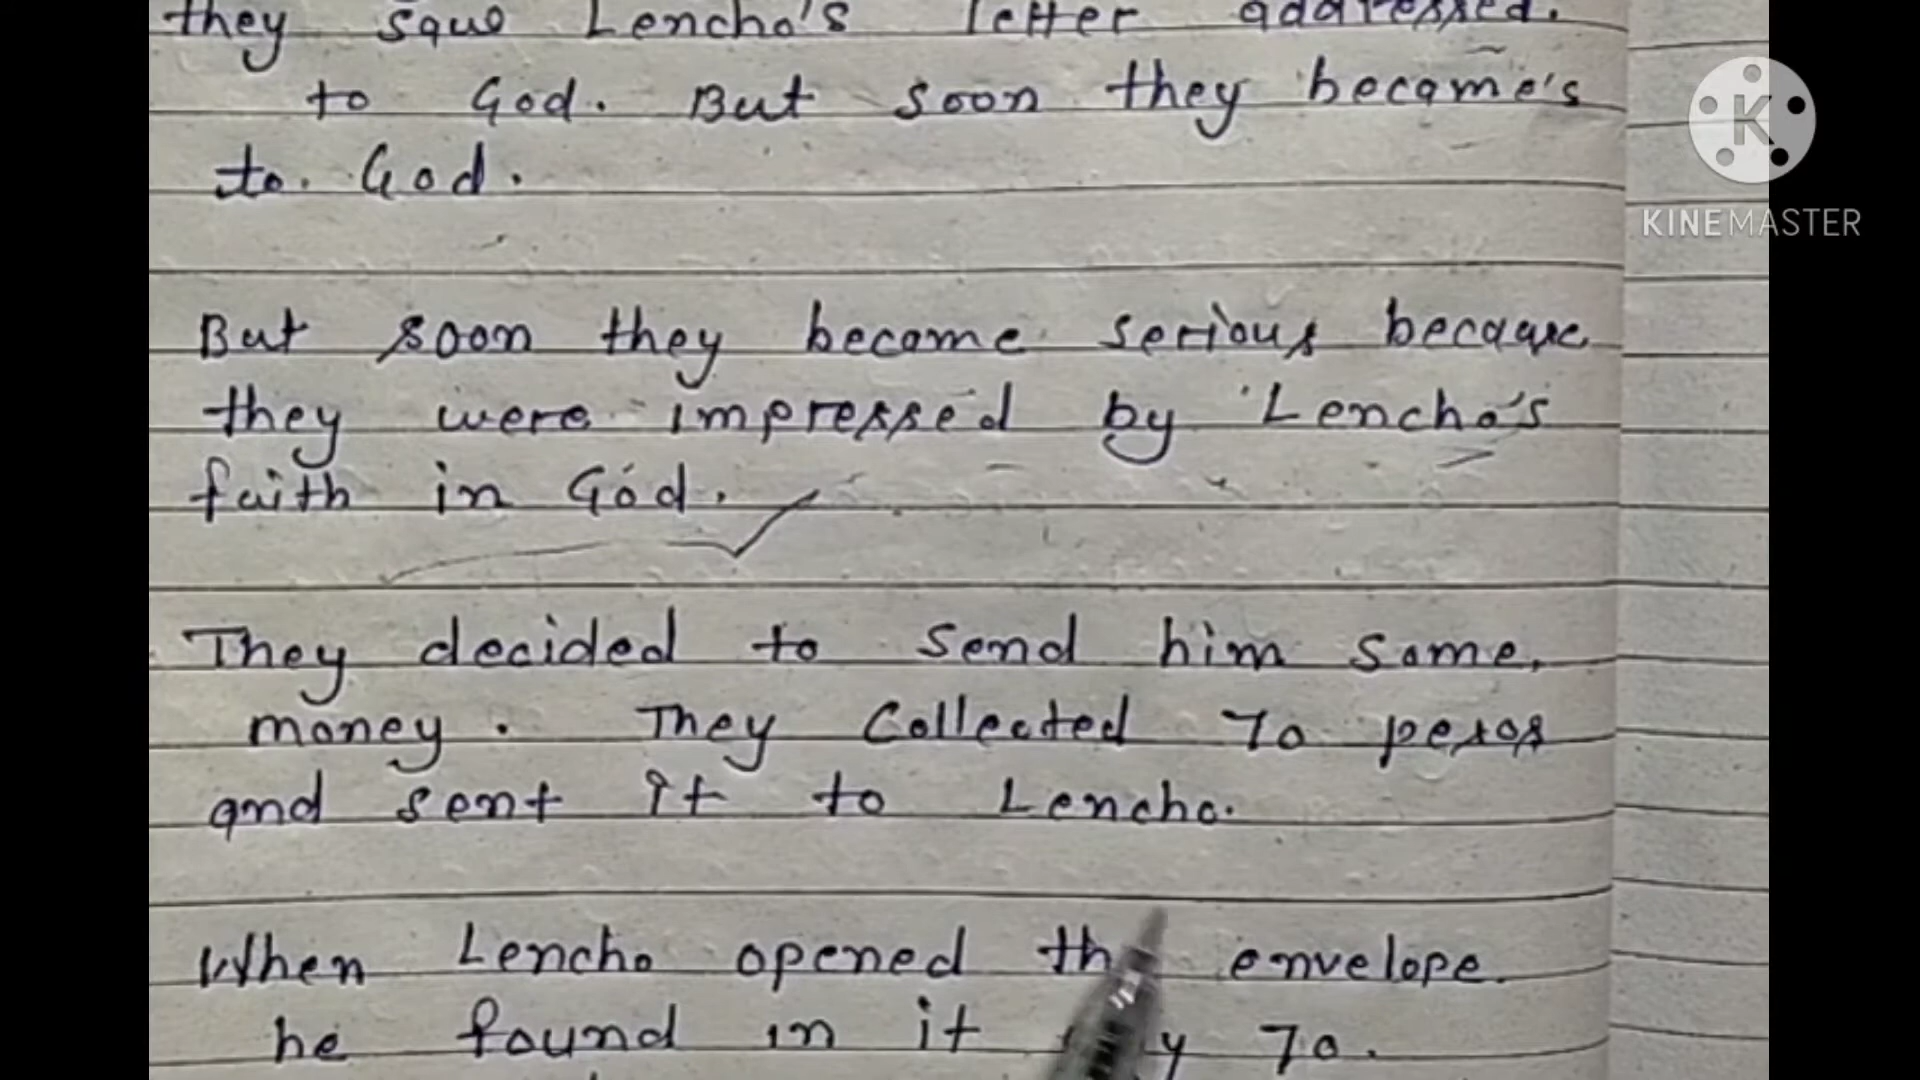 they saw Lencho's letter addressed.
to God. But soon they became's
to. God.
But soon they become serious because
they were impressed by Lencho's
faith in God.
They decided to send him some,
money. They Collected 70 pesos
and sent it to Lencho.
When Lencho opened the envelope.
he found in it 70.
K
KINEMASTER